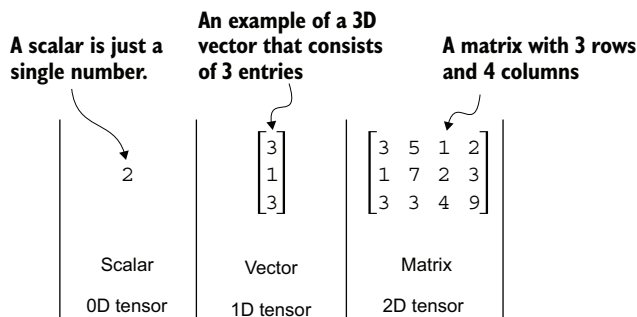 A scalar is just a
single number.
An example of a 3D
vector that consists
of 3 entries
A matrix with 3 rows
and 4 columns
2
3
1
3
3 5 1 2
1 7 2 3
3 3 4 9
Scalar
Vector
Matrix
0D tensor
1D tensor
2D tensor